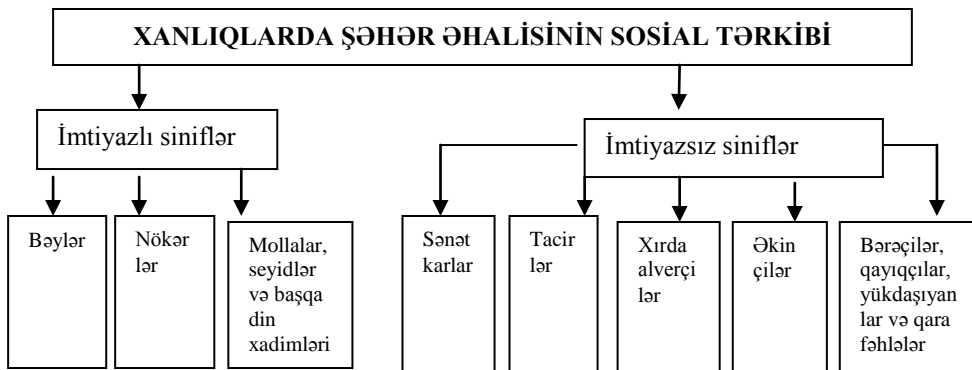 XANLIQLARDA ŞƏHƏR ƏHALİSİNİN SOSİAL TƏRKİBİ
İmtiyazlı siniflər
İmtiyazsız siniflər
Bəylər
Nökər
lər
Mollalar,
seyidlər
və başqa
din
xadimləri
Sənət
karlar
Tacir
lər
Xırda
alverçi
lər
Əkin
çilər
Bərəçilər,
qayıqçılar,
yükdaşıyan
lar və qara
fəhlələr